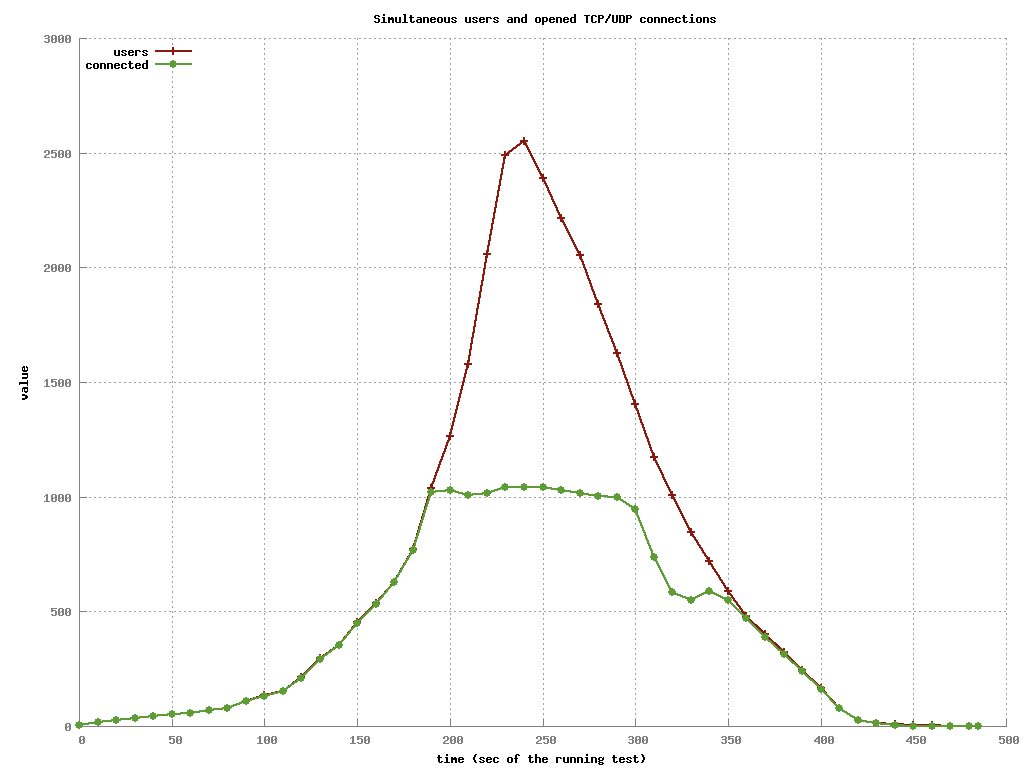 Simultaneous users and opened TCP/UDP connections
3000
users
connected
2500
2000
1500
value
1000
500
0
0 50 100 150 200 250 300 350 400 450 500
time (sec of the running test)